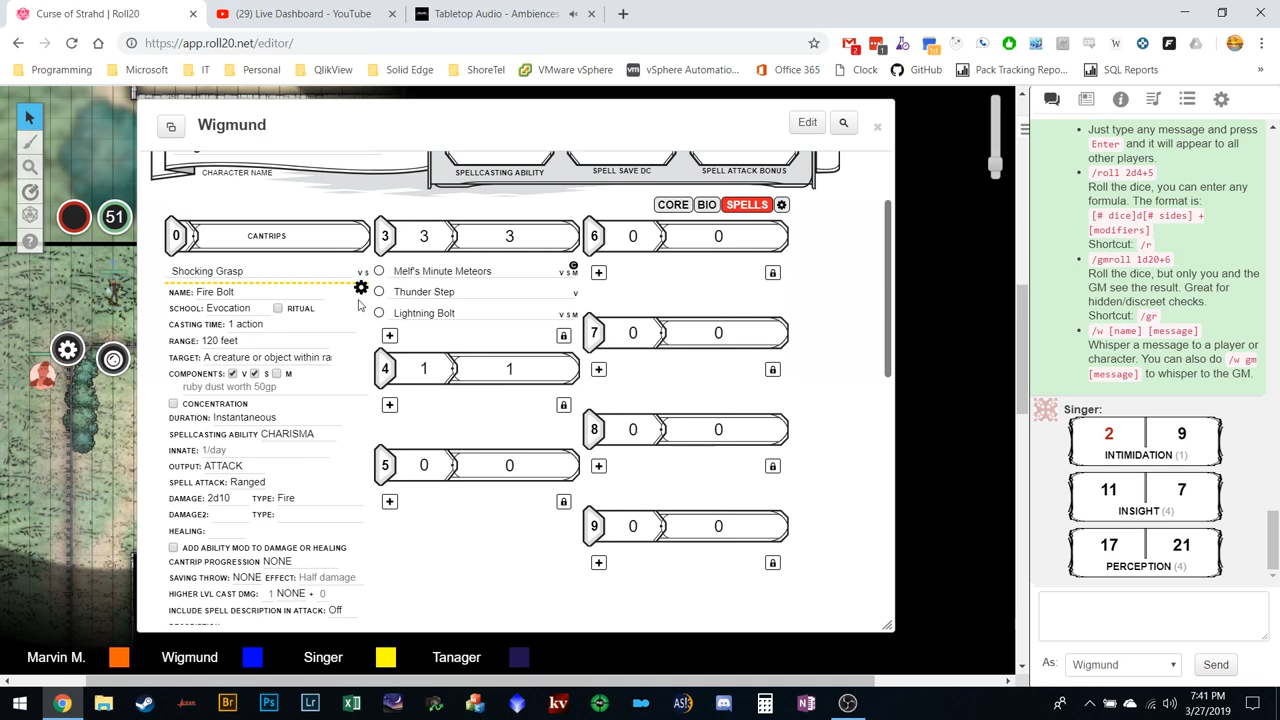 Curse of Strahd | Roll20
(29) Live Dashboard - YouTube
Tabletop Audio - Ambiences
https://app.roll20.net/editor/
2
1
1d
Programming
Microsoft
IT
Personal
QlikView
Solid Edge
ShoreTel
VMware vSphere
vm vSphere Automatio...
Office 365
Clock
GitHub
Pack Tracking Repo...
SQL Reports
»
Wigmund
Edit
CHARACTER NAME
SPELLCASTING ABILITY
SPELL SAVE DC
SPELL ATTACK BONUS
CORE
BIO
SPELLS
0 CANTRIPS
Shocking Grasp V S
NAME: Fire Bolt
SCHOOL: Evocation RITUAL
CASTING TIME: 1 action
RANGE: 120 feet
TARGET: A creature or object within ra
COMPONENTS: V S M
ruby dust worth 50gp
CONCENTRATION
DURATION: Instantaneous
SPELLCASTING ABILITY CHARISMA
INNATE: 1/day
OUTPUT: ATTACK
SPELL ATTACK: Ranged
DAMAGE: 2d10 TYPE: Fire
DAMAGE2: TYPE:
HEALING:
ADD ABILITY MOD TO DAMAGE OR HEALING
CANTRIP PROGRESSION NONE
SAVING THROW: NONE EFFECT: Half damage
HIGHER LVL CAST DMG: 1 NONE + 0
INCLUDE SPELL DESCRIPTION IN ATTACK: Off
3 3 3
Melf's Minute Meteors C V S M
Thunder Step V
Lightning Bolt V S M
4 1 1
5 0 0
6 0 0
7 0 0
8 0 0
9 0 0
51
Marvin M.
Wigmund
Singer
Tanager
Just type any message and press
Enter and it will appear to all
other players.
/roll 2d4+5
Roll the dice, you can enter any
formula. The format is:
[# dice]d[# sides] +
[modifiers]
Shortcut: /r
/gmroll 1d20+6
Roll the dice, but only you and the
GM see the result. Great for
hidden/discreet checks.
Shortcut: /gr
/w [name] [message]
Whisper a message to a player or
character. You can also do /w gm
[message] to whisper to the GM.
Singer:
2 9
INTIMIDATION (1)
11 7
INSIGHT (4)
17 21
PERCEPTION (4)
As: Wigmund
Send
Br
Ps
Lr
kv
7:41 PM
3/27/2019